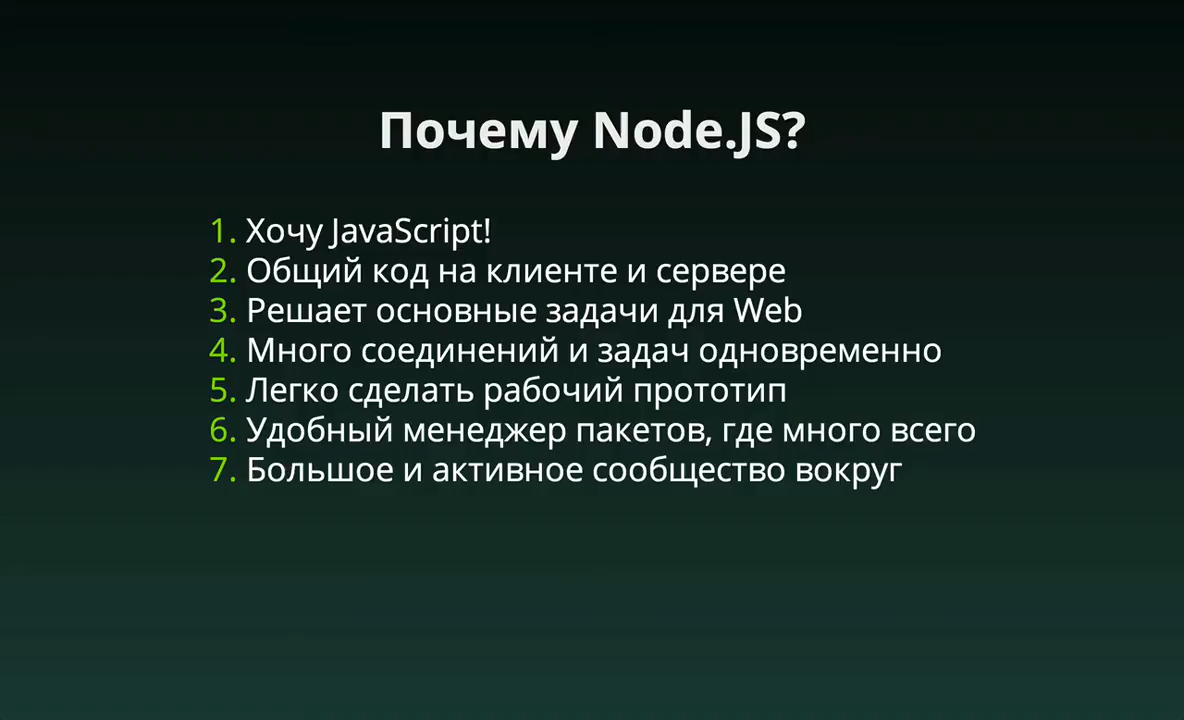 Почему Node.JS?
1. Хочу JavaScript!
2. Общий код на клиенте и сервере
3. Решает основные задачи для Web
4. Много соединений и задач одновременно
5. Легко сделать рабочий прототип
6. Удобный менеджер пакетов, где много всего
7. Большое и активное сообщество вокруг